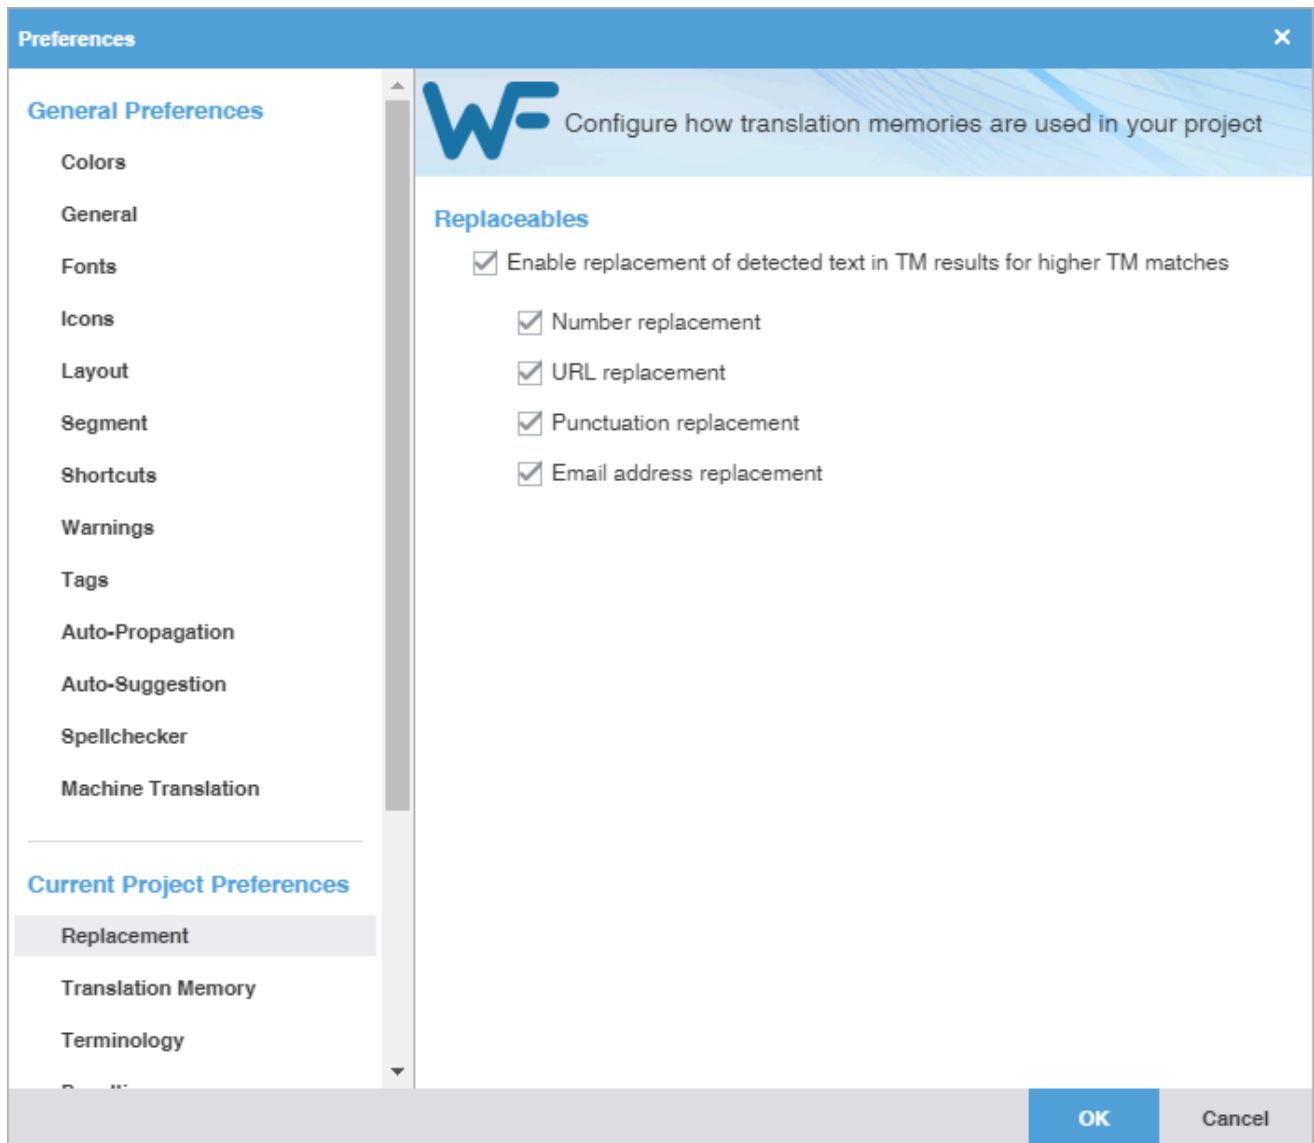 Preferences
General Preferences
Colors
General
Fonts
Icons
Layout
Segment
Shortcuts
Warnings
Tags
Auto-Propagation
Auto-Suggestion
Spellchecker
Machine Translation
Current Project Preferences
Replacement
Translation Memory
Terminology
WF
Configure how translation memories are used in your project
Replaceables
Enable replacement of detected text in TM results for higher TM matches
Number replacement
URL replacement
Punctuation replacement
Email address replacement
OK
Cancel